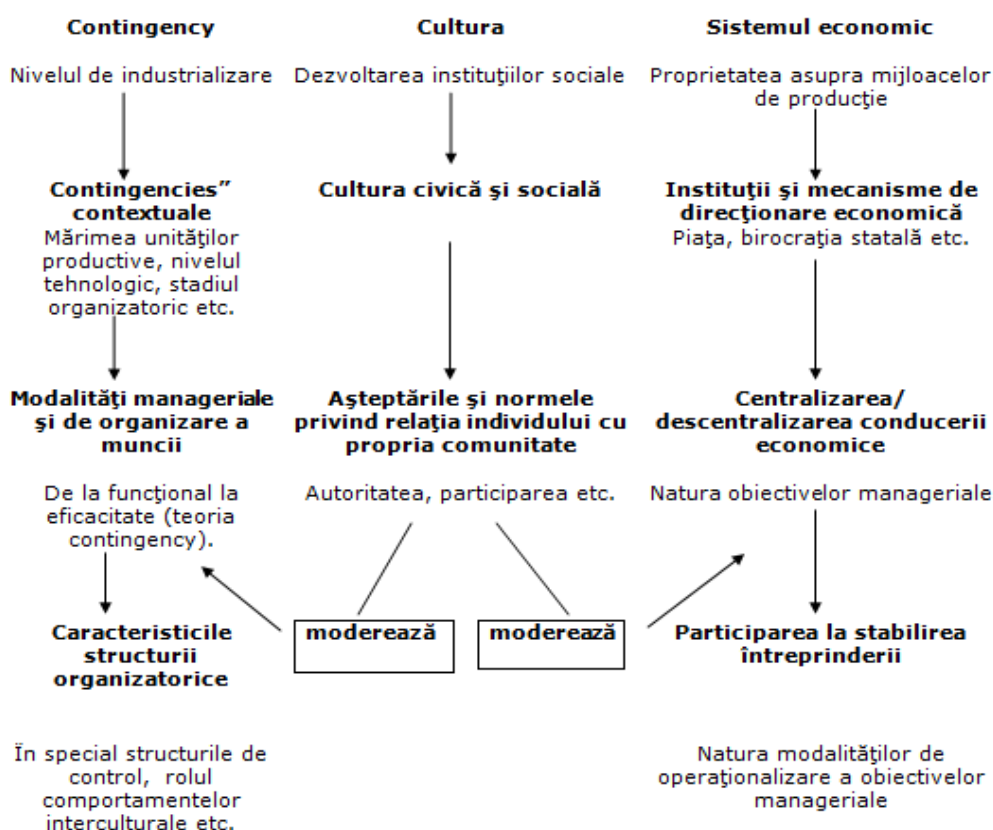 Contingency
Cultura
Sistemul economic
Nivelul de industrializare
Dezvoltarea instituţiilor sociale
Proprietatea asupra mijloacelor
de producţie
Contingencies”
contextuale
Mărimea unităţilor
productive, nivelul
tehnologic, stadiul
organizatoric etc.
Cultura civică şi socială
Instituţii şi mecanisme de
direcţionare economică
Piaţa, birocraţia statală etc.
Modalităţi manageriale
şi de organizare a
muncii
Aşteptările şi normele
privind relaţia individului cu
propria comunitate
Centralizarea/
descentralizarea conducerii
economice
De la funcţional la
eficacitate (teoria
contingency).
Autoritatea, participarea etc.
Natura obiectivelor manageriale
Caracteristicile
structurii
organizatorice
moderează
moderează
Participarea la stabilirea
întreprinderii
În special structurile de
control, rolul
comportamentelor
interculturale etc.
Natura modalităţilor de
operaţionalizare a obiectivelor
manageriale